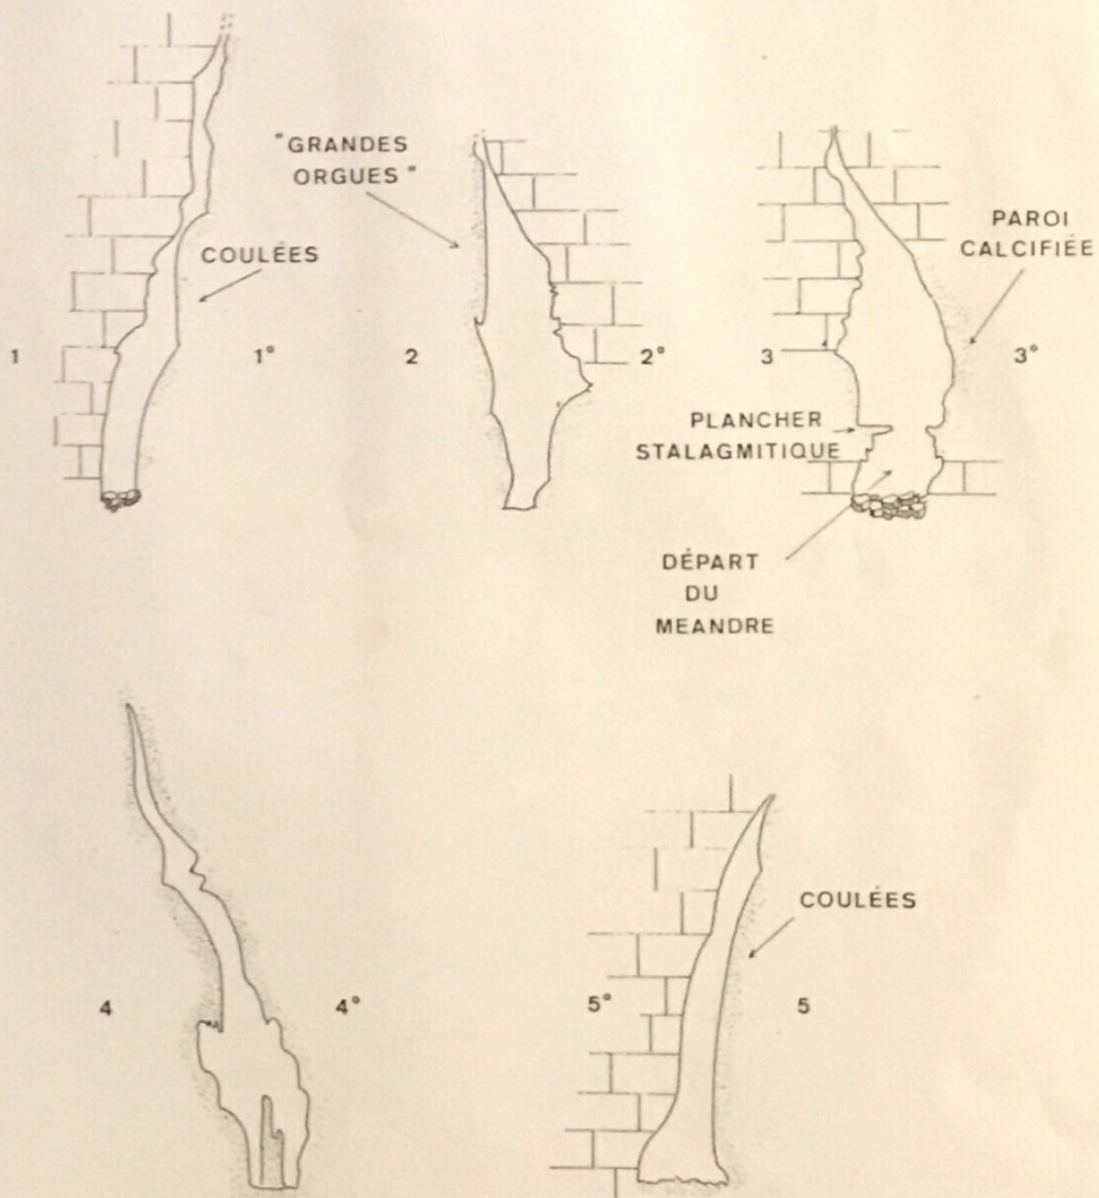 "GRANDES
ORGUES"
COULÉES
PAROI
CALCIFIÉE
1
1°
2
2°
3
3°
PLANCHER
STALAGMITIQUE
DÉPART
DU
MEANDRE
COULÉES
4
4°
5°
5